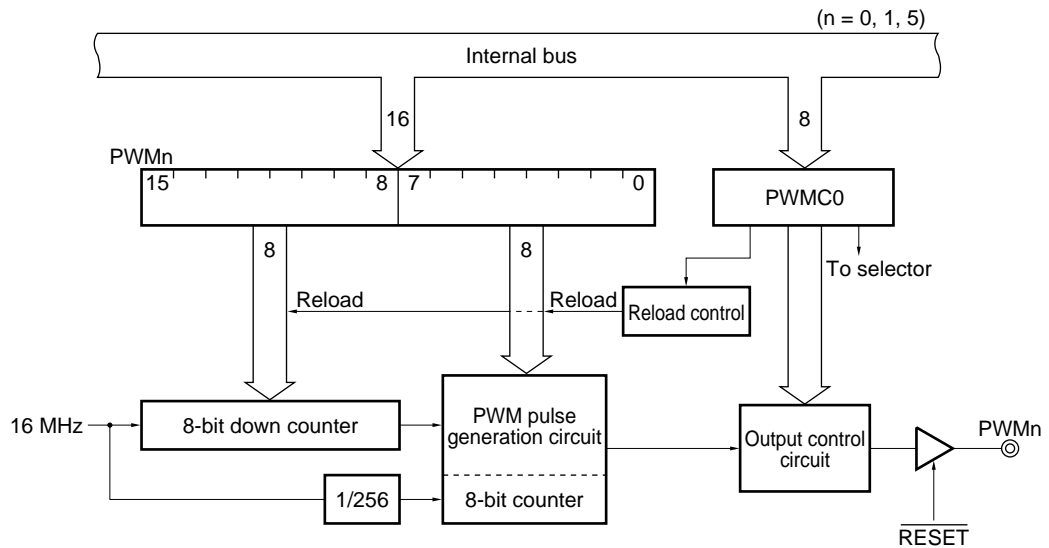 (n = 0, 1, 5)
Internal bus
16
8
PWMn
15
8
7
0
PWMC0
8
8
To selector
Reload
Reload
Reload control
16 MHz
8-bit down counter
PWM pulse
generation circuit
Output control
circuit
PWMn
1/256
8-bit counter
RESET